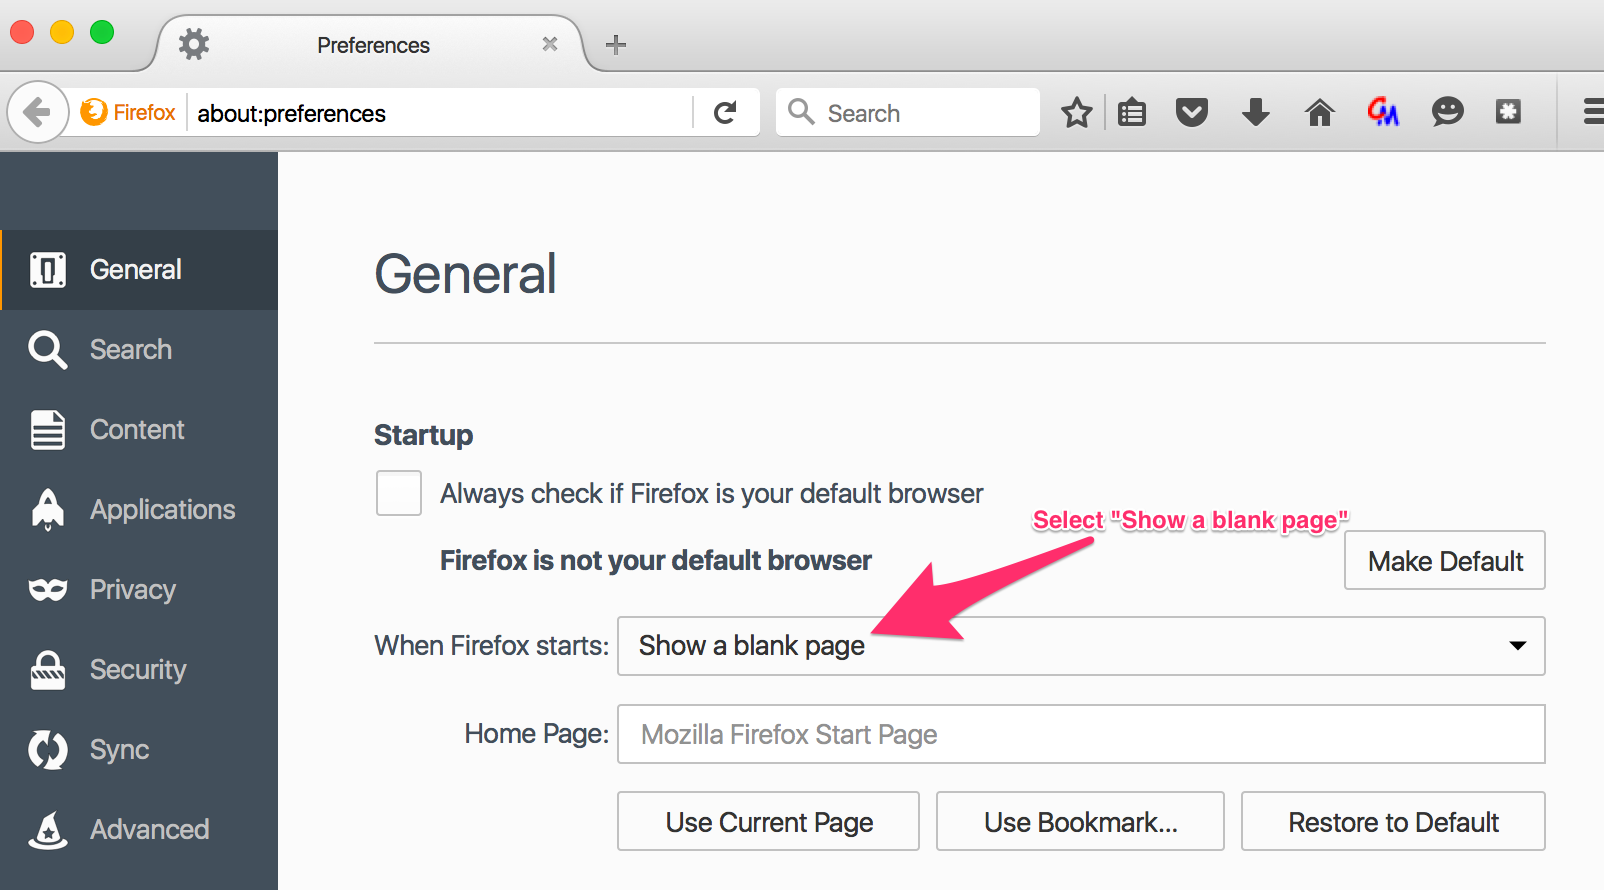 Preferences
Firefox
about:preferences
Search
General
Search
Content
Applications
Privacy
Security
Sync
Advanced
General
Startup
Always check if Firefox is your default browser
Select "Show a blank page"
Firefox is not your default browser
Make Default
When Firefox starts:
Show a blank page
Home Page:
Mozilla Firefox Start Page
Use Current Page
Use Bookmark...
Restore to Default